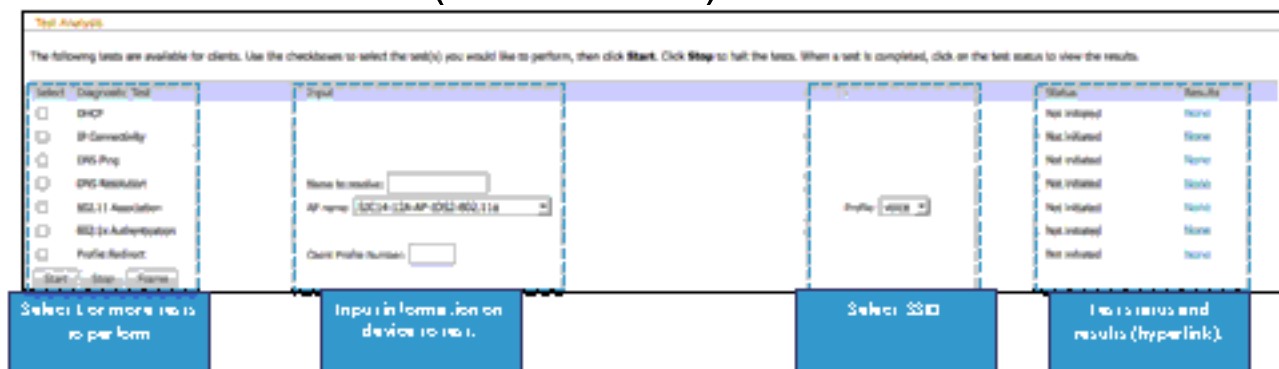 Test Analysis
The following tests are available for clients. Use the checkboxes to select the test(s) you would like to perform, then click Start. Click Stop to halt the tests. When a test is completed, click on the test status to view the results.
Select Diagnostic Test Input Status Results
DHCP Not initiated None
IP Connectivity Not initiated None
DNS Ping Not initiated None
DNS Resolution Name to resolve: Not initiated None
802.11 Association AP name: Profile: voice Not initiated None
802.1x Authentication Not initiated None
Profile Redirect Client Profile Number: Not initiated None
Start Stop Frame
Select 1 or more tests
to perform
Input information on
device to test.
Select SSID
Test status and
results (hyperlink).